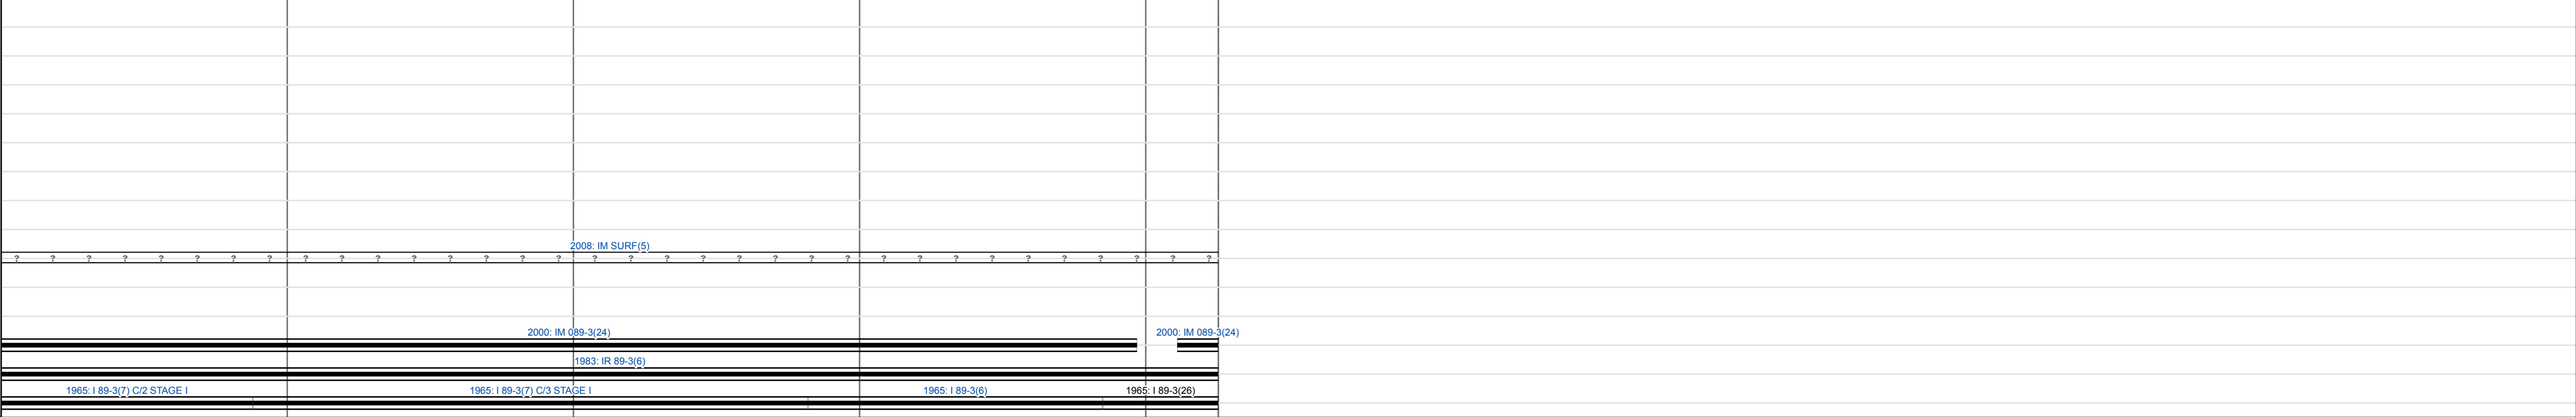 2008: IM SURF(5)
? ? ? ? ? ? ? ? ? ? ? ? ? ? ? ? ? ? ? ? ? ? ? ? ? ? ? ? ? ? ? ? ? ?
2000: IM 089-3(24) 2000: IM 089-3(24)
1983: IR 89-3(6)
1965: I 89-3(7) C/2 STAGE I 1965: I 89-3(7) C/3 STAGE I 1965: I 89-3(6) 1965: I 89-3(26)